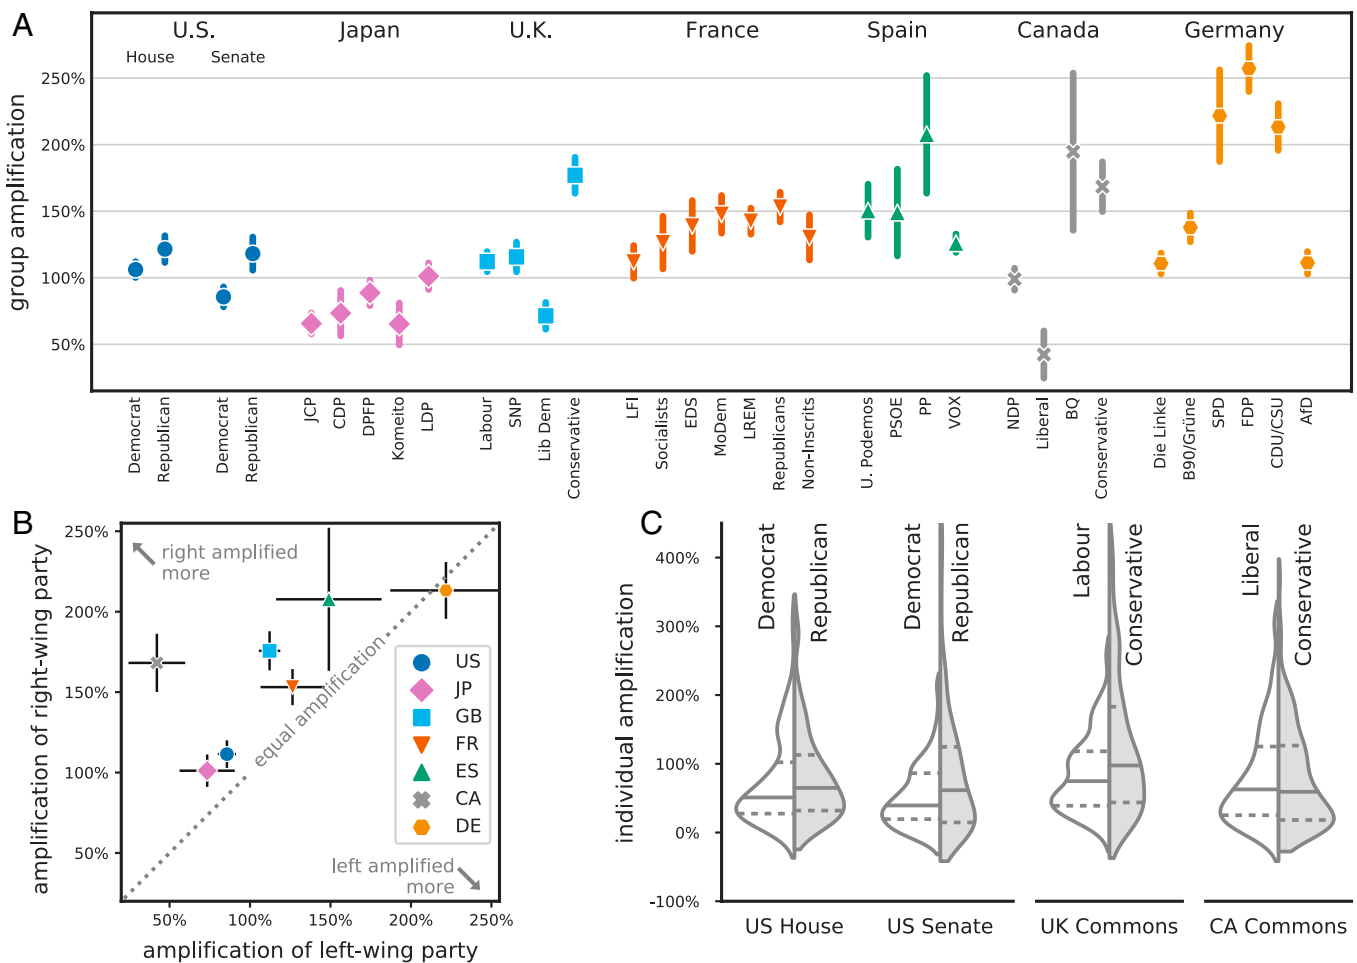 A
U.S.
Japan
U.K.
France
Spain
Canada
Germany
House
Senate
group amplification
250%
200%
150%
100%
50%
Democrat
Republican
Democrat
Republican
JCP
CDP
DPFP
Komeito
LDP
Labour
SNP
Lib Dem
Conservative
LFI
Socialists
EDS
MoDem
LREM
Republicans
Non-Inscrits
U. Podemos
PSOE
PP
VOX
NDP
Liberal
BQ
Conservative
Die Linke
B90/Grüne
SPD
FDP
CDU/CSU
AfD
B
amplification of right-wing party
250%
200%
150%
100%
50%
right amplified
more
equal amplification
US
JP
GB
FR
ES
CA
DE
left amplified
more
50%
100%
150%
200%
250%
amplification of left-wing party
C
individual amplification
400%
300%
200%
100%
0%
-100%
Democrat
Republican
Democrat
Republican
Labour
Conservative
Liberal
Conservative
US House
US Senate
UK Commons
CA Commons